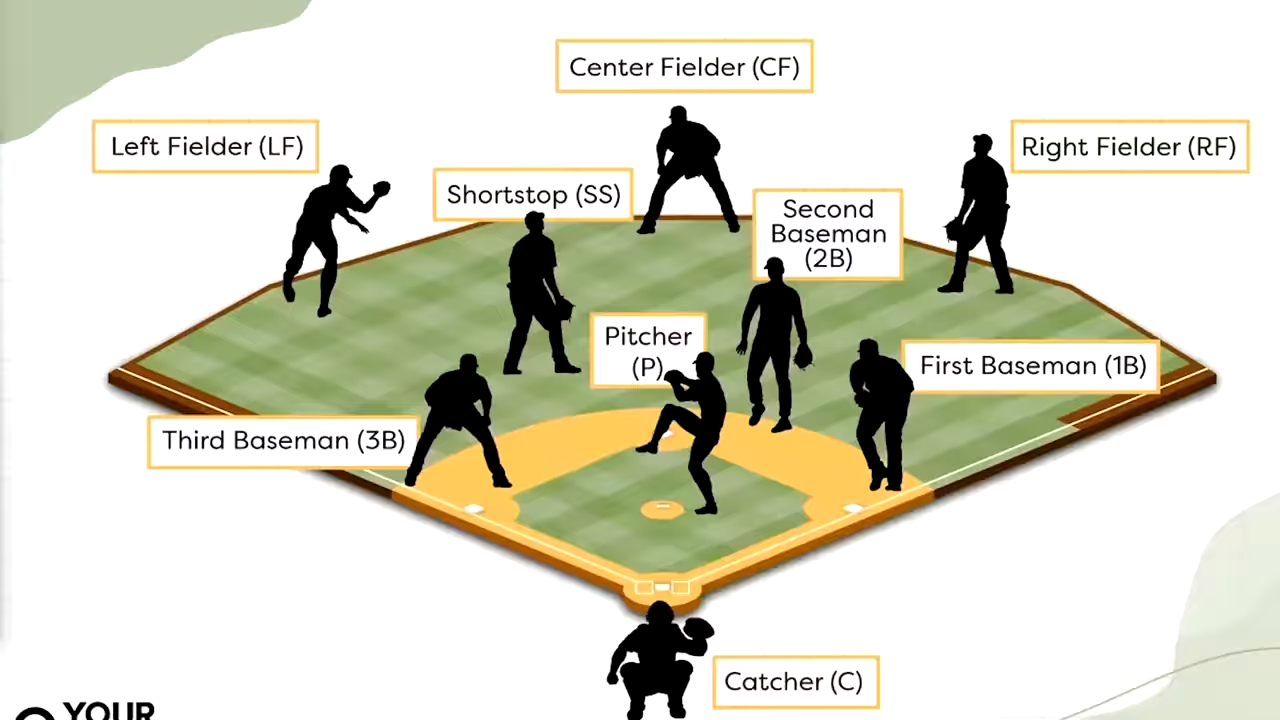 Center Fielder (CF)
Left Fielder (LF)
Right Fielder (RF)
Shortstop (SS)
Second
Baseman
(2B)
Pitcher
(P)
First Baseman (1B)
Third Baseman (3B)
Catcher (C)
YOUR